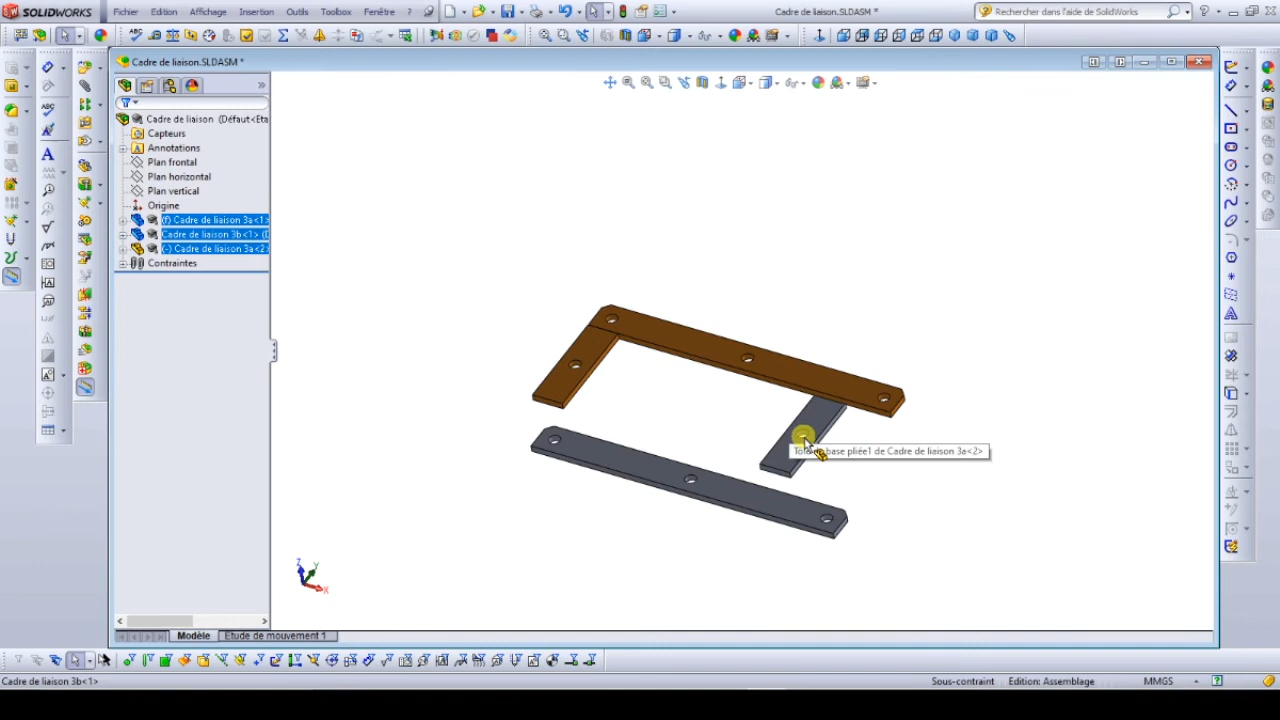 SOLIDWORKS
Fichier Edition Affichage Insertion Outils Toolbox Fenêtre ?
Cadre de liaison.SLDASM *
Rechercher dans l'aide de SolidWorks
Cadre de liaison.SLDASM *
Cadre de liaison (Défaut<Eta
Capteurs
Annotations
Plan frontal
Plan horizontal
Plan vertical
Origine
(f) Cadre de liaison 3a<1>
Cadre de liaison 3b<1> (D
(-) Cadre de liaison 3a<2>
Contraintes
base pliée1 de Cadre de liaison 3a<2>
Z Y X
Modèle Etude de mouvement 1
Cadre de liaison 3b<1>
Sous-contraint Edition: Assemblage MMGS